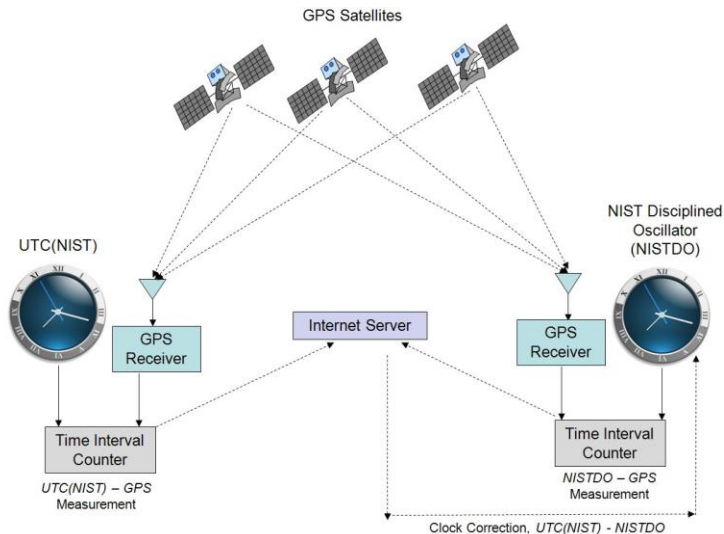 GPS Satellites
UTC(NIST)
NIST Disciplined
Oscillator
(NISTDO)
GPS
Receiver
Internet Server
GPS
Receiver
Time Interval
Counter
Time Interval
Counter
UTC(NIST) – GPS
Measurement
NISTDO – GPS
Measurement
Clock Correction, UTC(NIST) - NISTDO